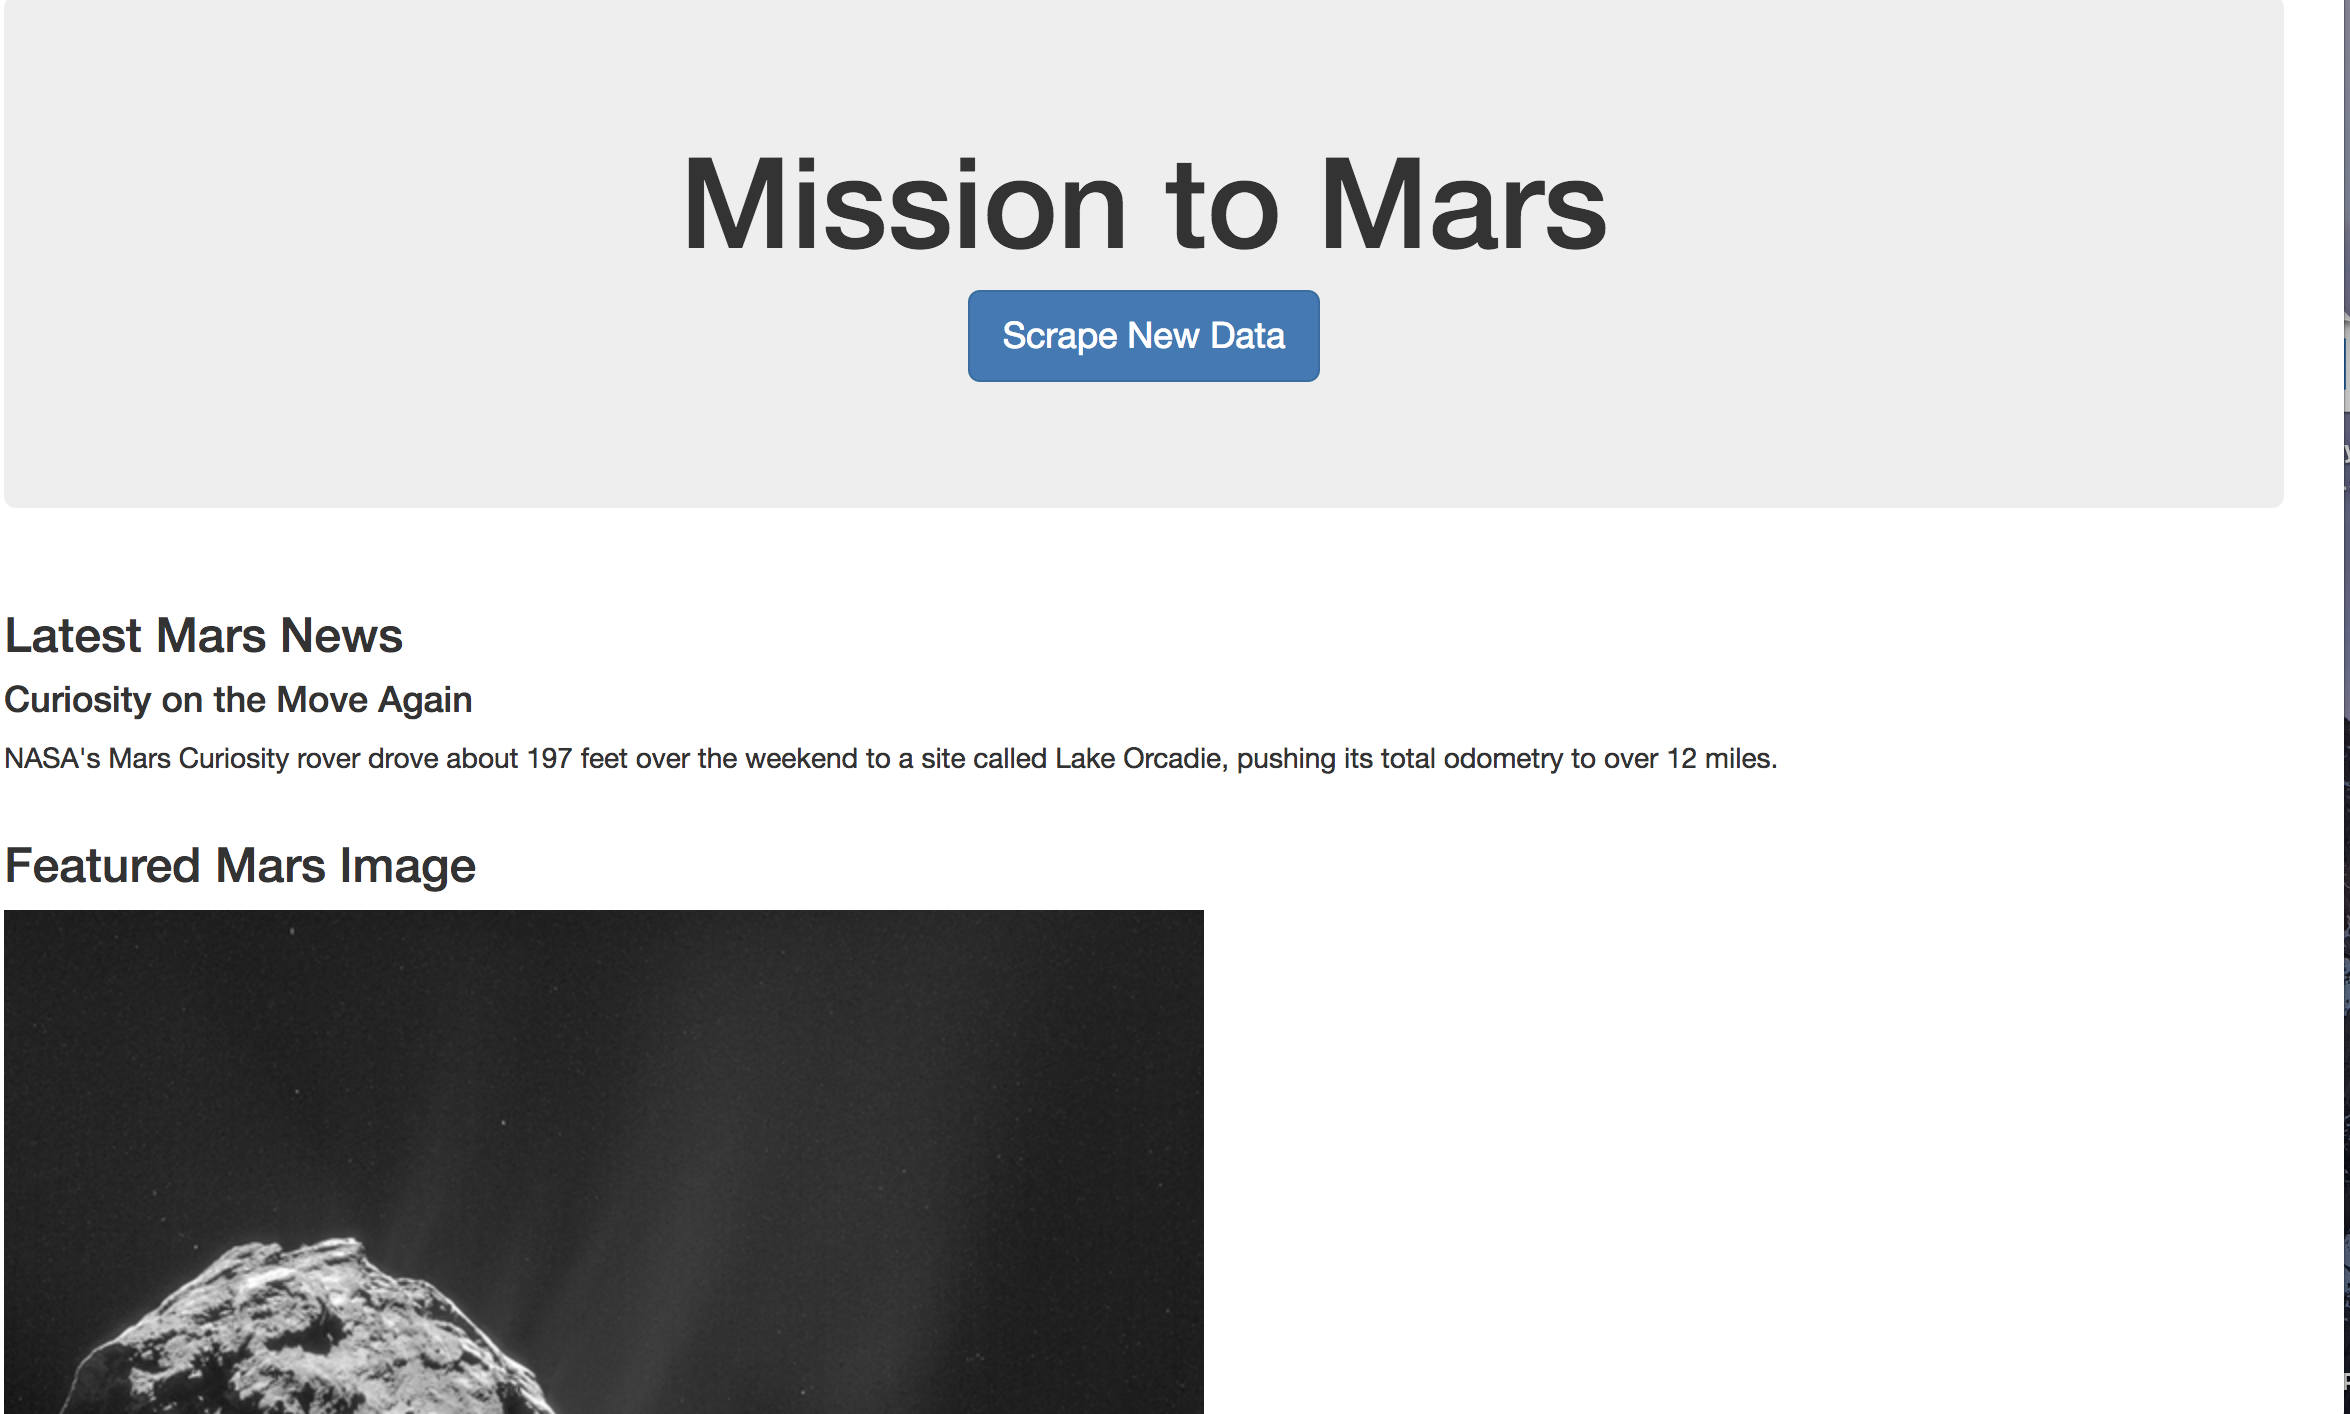 Mission to Mars
Scrape New Data
Latest Mars News
Curiosity on the Move Again
NASA's Mars Curiosity rover drove about 197 feet over the weekend to a site called Lake Orcadie, pushing its total odometry to over 12 miles.
Featured Mars Image